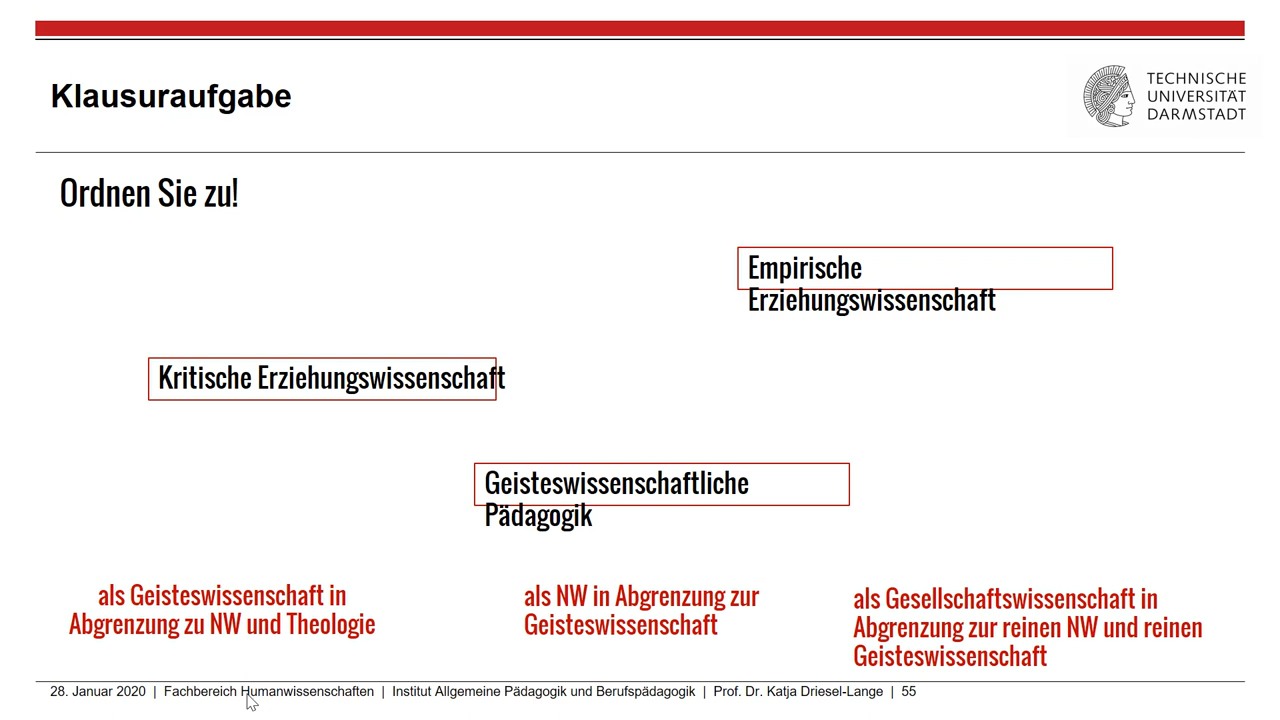 Klausuraufgabe
TECHNISCHE
UNIVERSITÄT
DARMSTADT
Ordnen Sie zu!
Empirische
Erziehungswissenschaft
Kritische Erziehungswissenschaft
Geisteswissenschaftliche
Pädagogik
als Geisteswissenschaft in
Abgrenzung zu NW und Theologie
als NW in Abgrenzung zur
Geisteswissenschaft
als Gesellschaftswissenschaft in
Abgrenzung zur reinen NW und reinen
Geisteswissenschaft
28. Januar 2020 | Fachbereich Humanwissenschaften | Institut Allgemeine Pädagogik und Berufspädagogik | Prof. Dr. Katja Driesel-Lange | 55